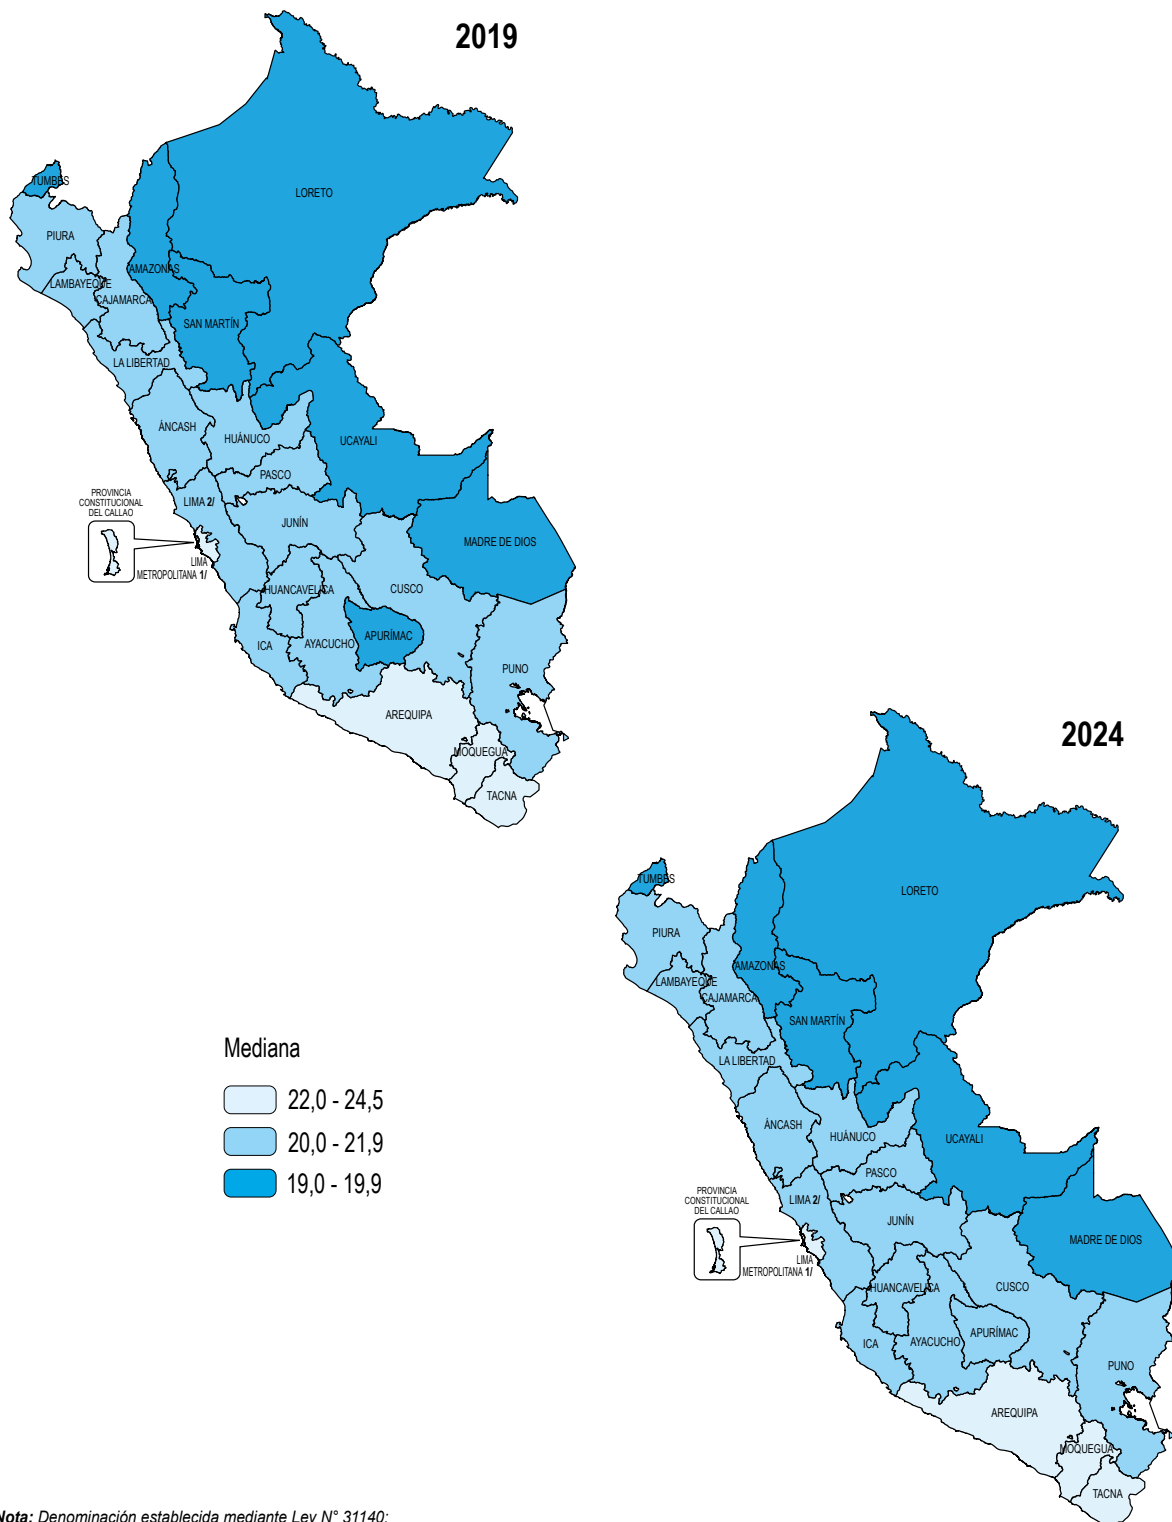 2019
TUMBES
LORETO
PIURA
AMAZONAS
LAMBAYEQUE
CAJAMARCA
SAN MARTÍN
LA LIBERTAD
ÁNCASH
HUÁNUCO
UCAYALI
PASCO
PROVINCIA
CONSTITUCIONAL
DEL CALLAO
LIMA 2/
JUNÍN
MADRE DE DIOS
LIMA
METROPOLITANA 1/
HUANCAVELICA
CUSCO
ICA
AYACUCHO
APURÍMAC
PUNO
AREQUIPA
MOQUEGUA
TACNA
2024
TUMBES
LORETO
PIURA
AMAZONAS
LAMBAYEQUE
CAJAMARCA
SAN MARTÍN
LA LIBERTAD
ÁNCASH
HUÁNUCO
UCAYALI
PASCO
PROVINCIA
CONSTITUCIONAL
DEL CALLAO
LIMA 2/
JUNÍN
MADRE DE DIOS
LIMA
METROPOLITANA 1/
HUANCAVELICA
CUSCO
ICA
AYACUCHO
APURÍMAC
PUNO
AREQUIPA
MOQUEGUA
TACNA
Mediana
22,0 - 24,5
20,0 - 21,9
19,0 - 19,9
Nota: Denominación establecida mediante Ley N° 31140: